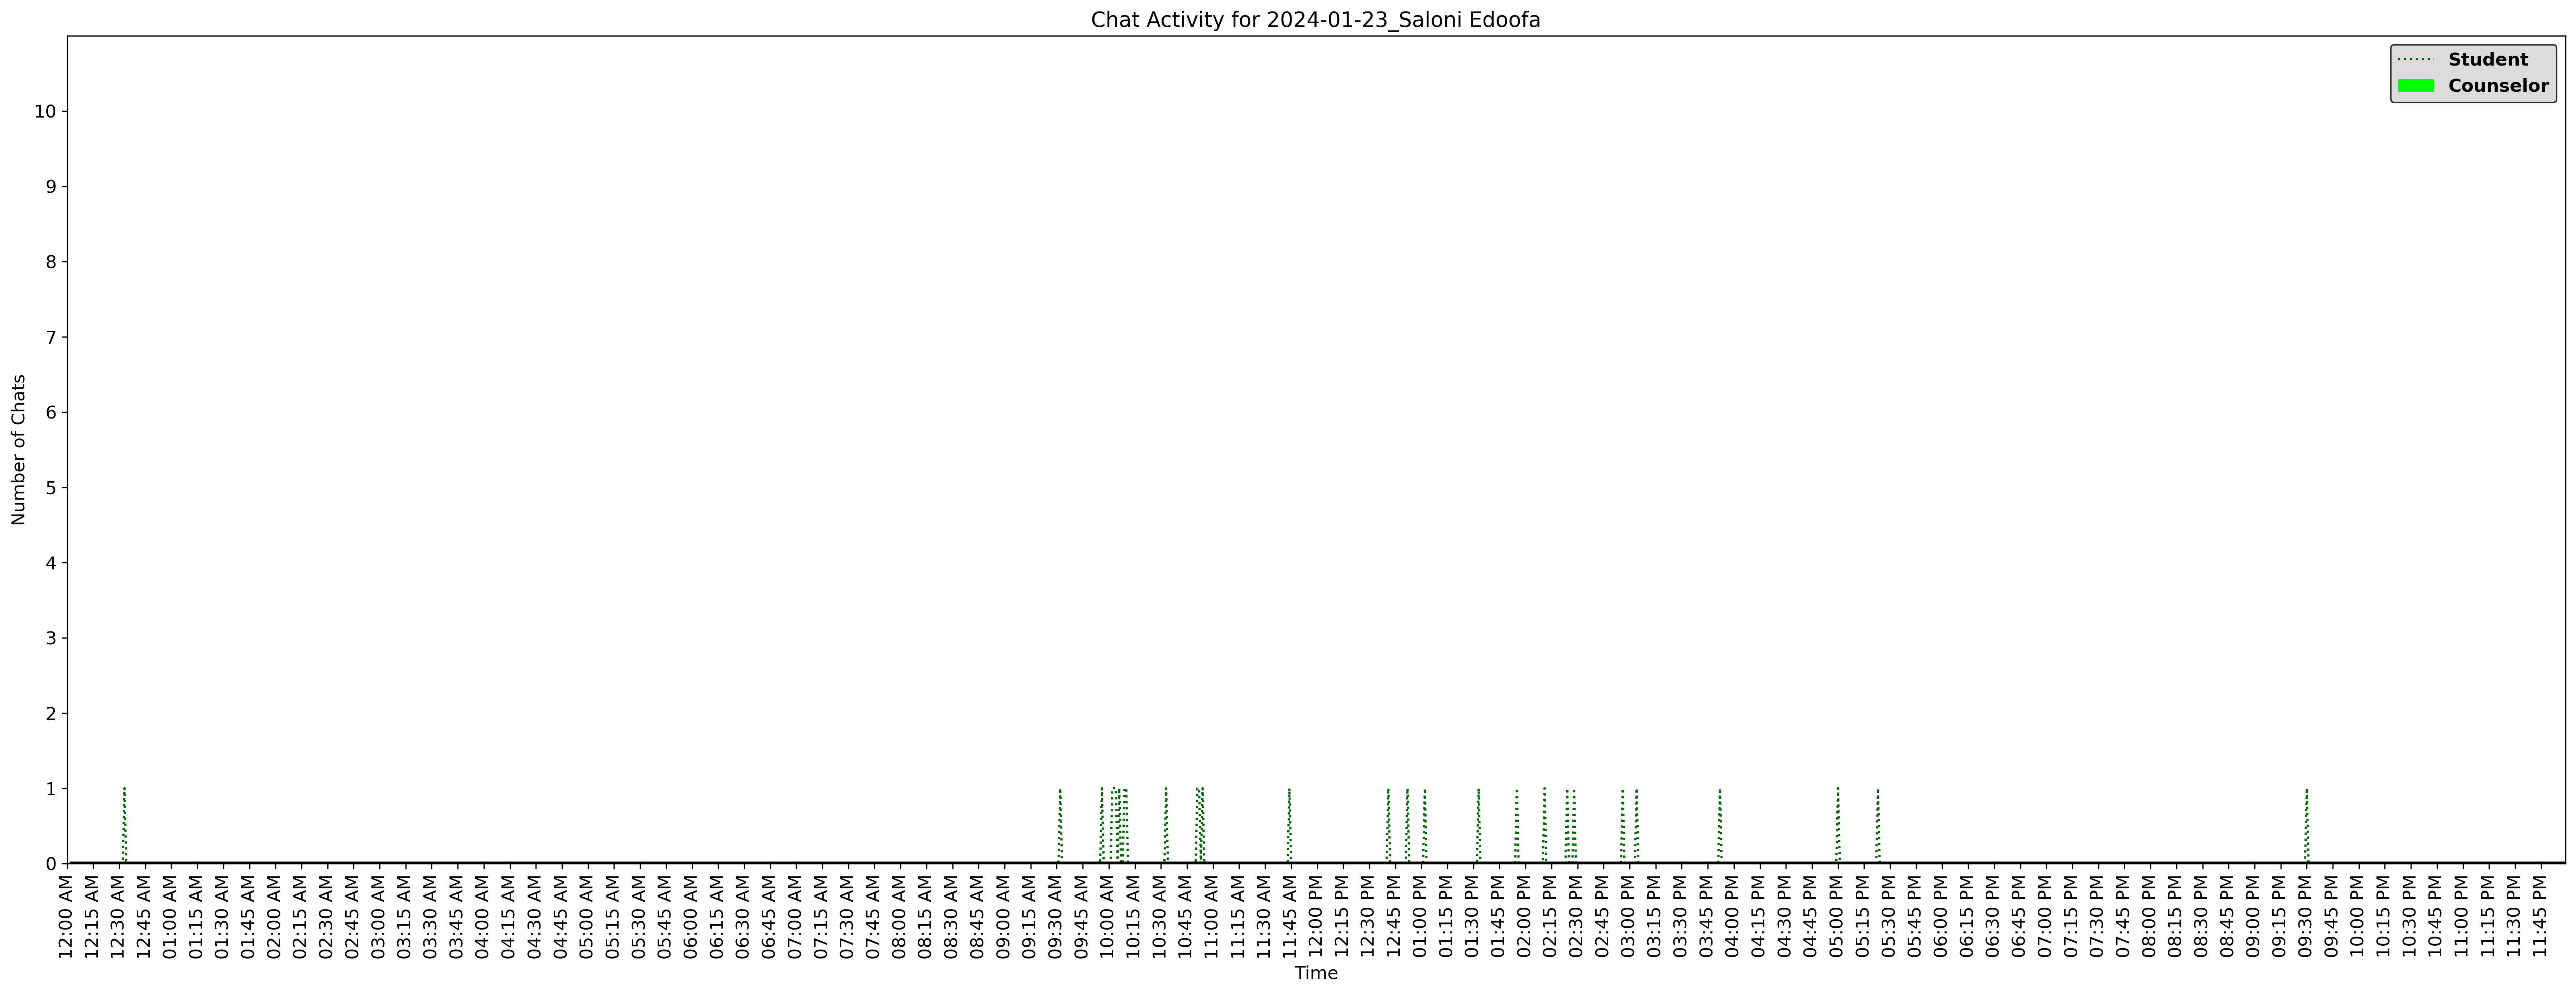 Chat Activity for 2024-01-23_Saloni Edoofa
Student
Counselor
10
9
8
7
6
5
4
3
2
1
0
Number of Chats
12:00 AM
12:15 AM
12:30 AM
12:45 AM
01:00 AM
01:15 AM
01:30 AM
01:45 AM
02:00 AM
02:15 AM
02:30 AM
02:45 AM
03:00 AM
03:15 AM
03:30 AM
03:45 AM
04:00 AM
04:15 AM
04:30 AM
04:45 AM
05:00 AM
05:15 AM
05:30 AM
05:45 AM
06:00 AM
06:15 AM
06:30 AM
06:45 AM
07:00 AM
07:15 AM
07:30 AM
07:45 AM
08:00 AM
08:15 AM
08:30 AM
08:45 AM
09:00 AM
09:15 AM
09:30 AM
09:45 AM
10:00 AM
10:15 AM
10:30 AM
10:45 AM
11:00 AM
11:15 AM
11:30 AM
11:45 AM
12:00 PM
12:15 PM
12:30 PM
12:45 PM
01:00 PM
01:15 PM
01:30 PM
01:45 PM
02:00 PM
02:15 PM
02:30 PM
02:45 PM
03:00 PM
03:15 PM
03:30 PM
03:45 PM
04:00 PM
04:15 PM
04:30 PM
04:45 PM
05:00 PM
05:15 PM
05:30 PM
05:45 PM
06:00 PM
06:15 PM
06:30 PM
06:45 PM
07:00 PM
07:15 PM
07:30 PM
07:45 PM
08:00 PM
08:15 PM
08:30 PM
08:45 PM
09:00 PM
09:15 PM
09:30 PM
09:45 PM
10:00 PM
10:15 PM
10:30 PM
10:45 PM
11:00 PM
11:15 PM
11:30 PM
11:45 PM
Time